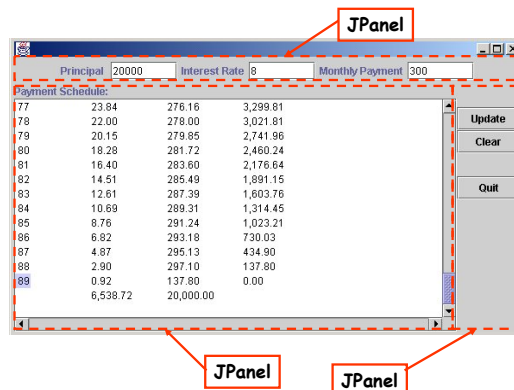 JPanel
Principal 20000 Interest Rate 8 Monthly Payment 300
Payment Schedule:
77 23.84 276.16 3,299.81
78 22.00 278.00 3,021.81
79 20.15 279.85 2,741.96
80 18.28 281.72 2,460.24
81 16.40 283.60 2,176.64
82 14.51 285.49 1,891.15
83 12.61 287.39 1,603.76
84 10.69 289.31 1,314.45
85 8.76 291.24 1,023.21
86 6.82 293.18 730.03
87 4.87 295.13 434.90
88 2.90 297.10 137.80
89 0.92 137.80 0.00
6,538.72 20,000.00
Update
Clear
Quit
JPanel
JPanel